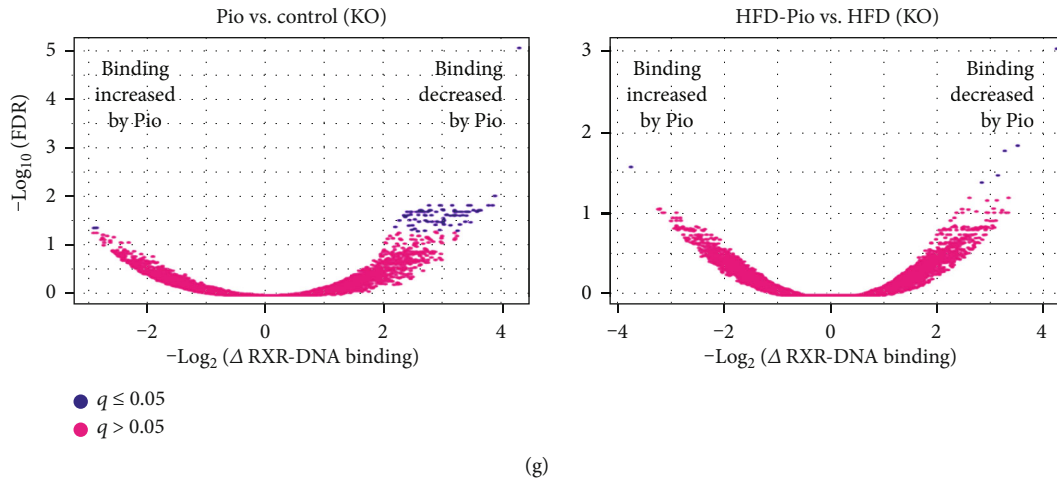 Pio vs. control (KO)
5
4
3
2
1
0
−Log10 (FDR)
Binding
increased
by Pio
Binding
decreased
by Pio
−2
0
2
4
−Log2 (Δ RXR-DNA binding)
HFD-Pio vs. HFD (KO)
3
2
1
0
Binding
increased
by Pio
Binding
decreased
by Pio
−4
−2
0
2
4
−Log2 (Δ RXR-DNA binding)
q ≤ 0.05
q > 0.05
(g)